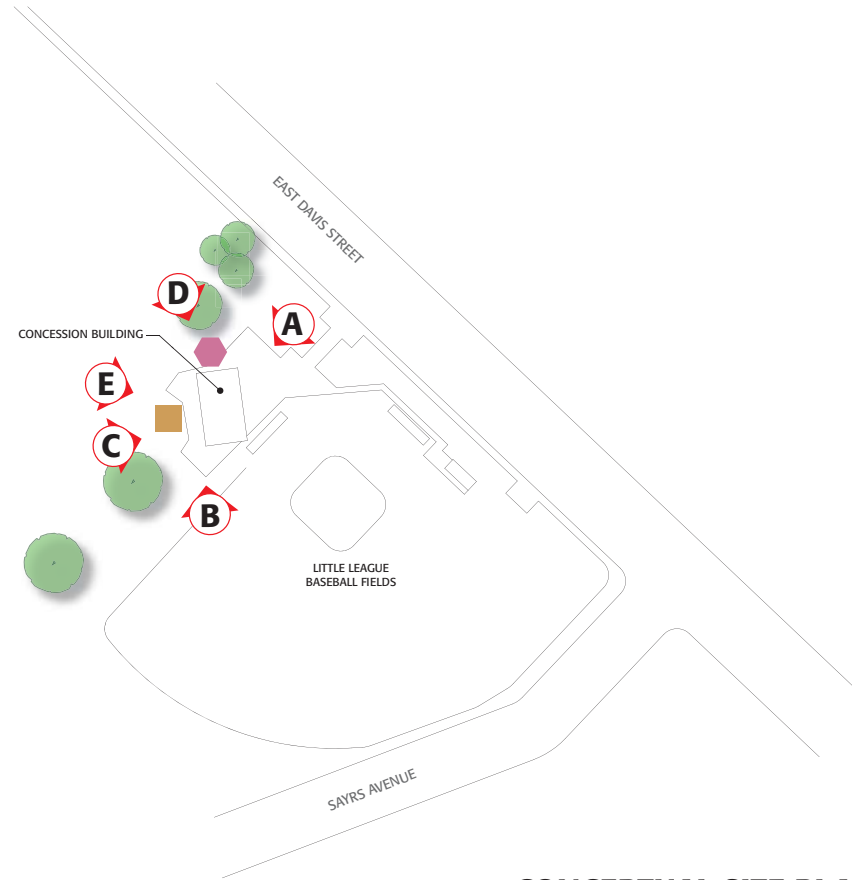 EAST DAVIS STREET
D
A
CONCESSION BUILDING
E
C
B
LITTLE LEAGUE
BASEBALL FIELDS
SAYRS AVENUE